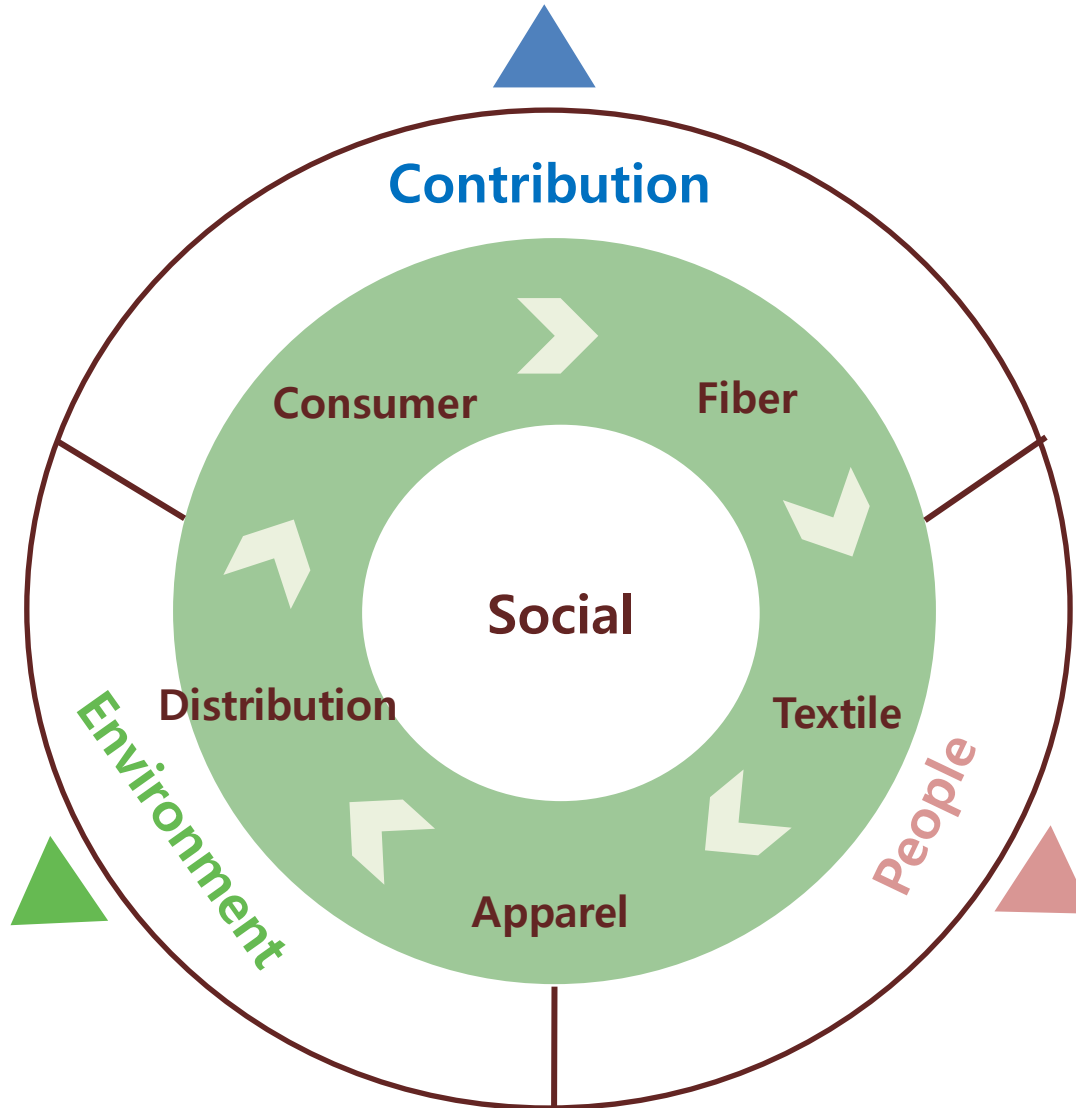 Contribution
Consumer
Fiber
Social
Distribution
Textile
Environment
People
Apparel